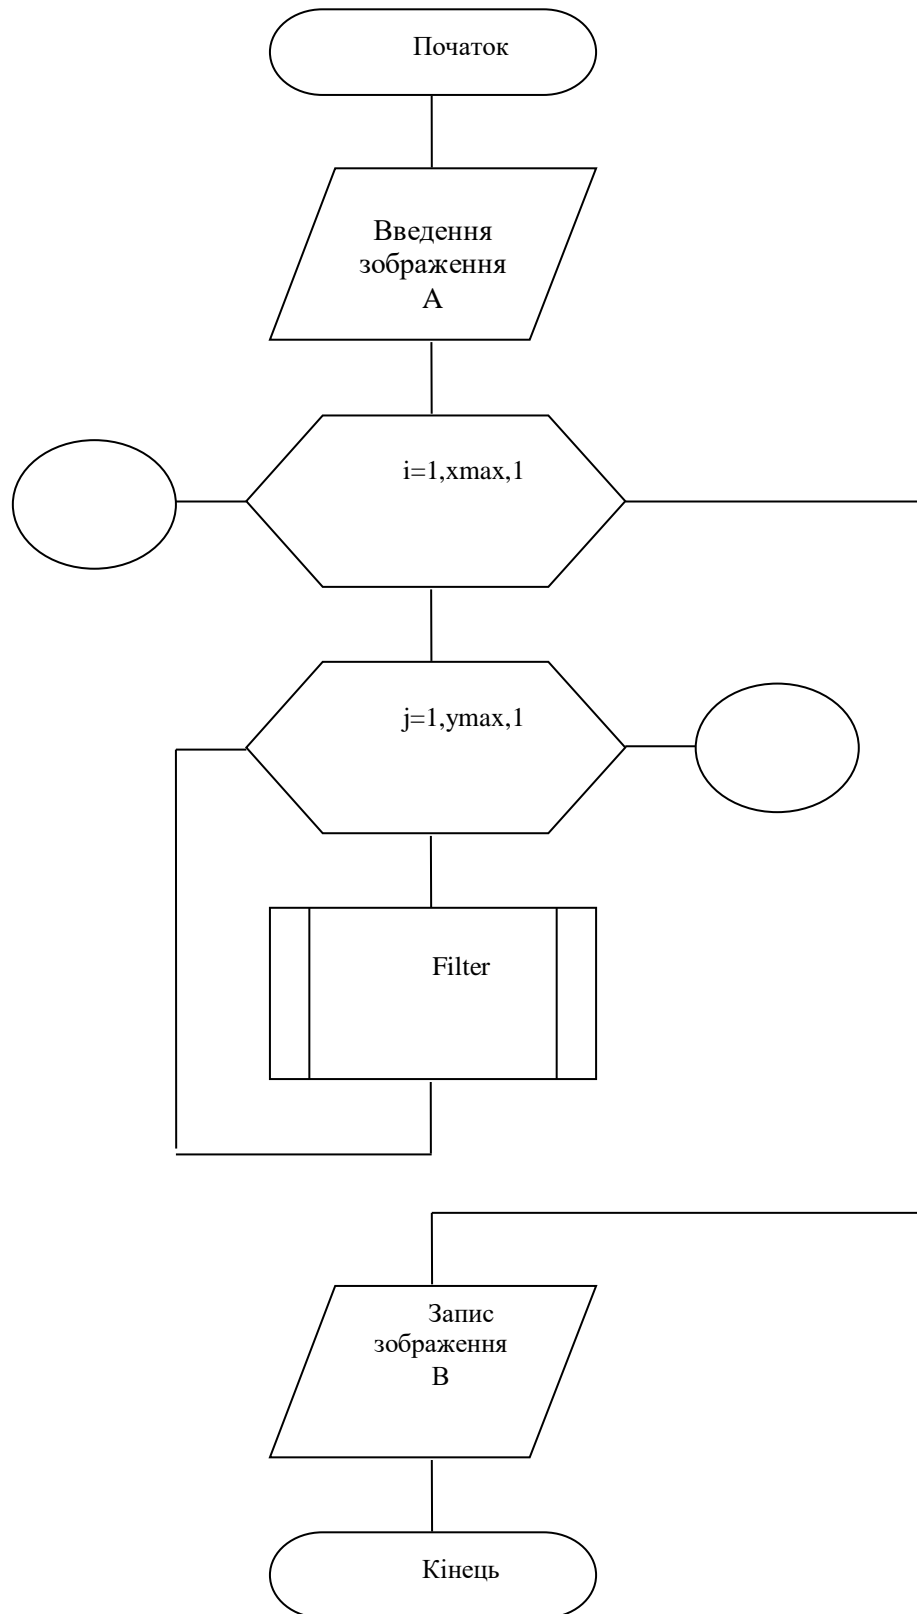 Початок
Введення
зображення
А
i=1,xmax,1
j=1,ymax,1
Filter
Запис
зображення
В
Кінець